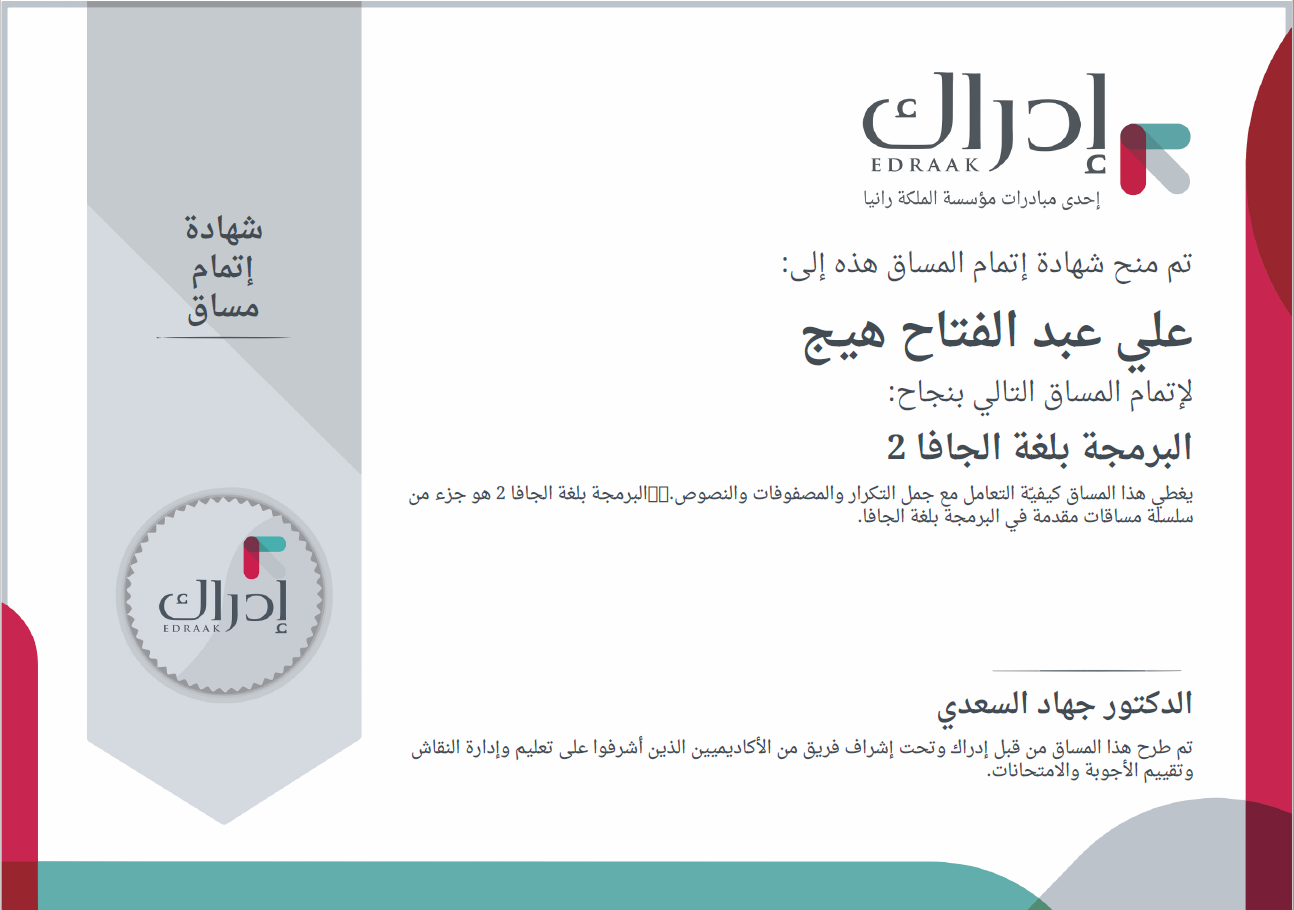 إدراك
EDRAAK
إحدى مبادرات مؤسسة الملكة رانيا
تم منح شهادة إتمام المساق هذه إلى:
علي عبد الفتاح هيج
لإتمام المساق التالي بنجاح:
البرمجة بلغة الجافا 2
يغطي هذا المساق كيفيّة التعامل مع جمل التكرار والمصفوفات والنصوص.▯▯البرمجة بلغة الجافا 2 هو جزء من
سلسلة مساقات مقدمة في البرمجة بلغة الجافا.
الدكتور جهاد السعدي
تم طرح هذا المساق من قبل إدراك وتحت إشراف فريق من الأكاديميين الذين أشرفوا على تعليم وإدارة النقاش
وتقييم الأجوبة والامتحانات.
شهادة
إتمام
مساق
إدراك
EDRAAK